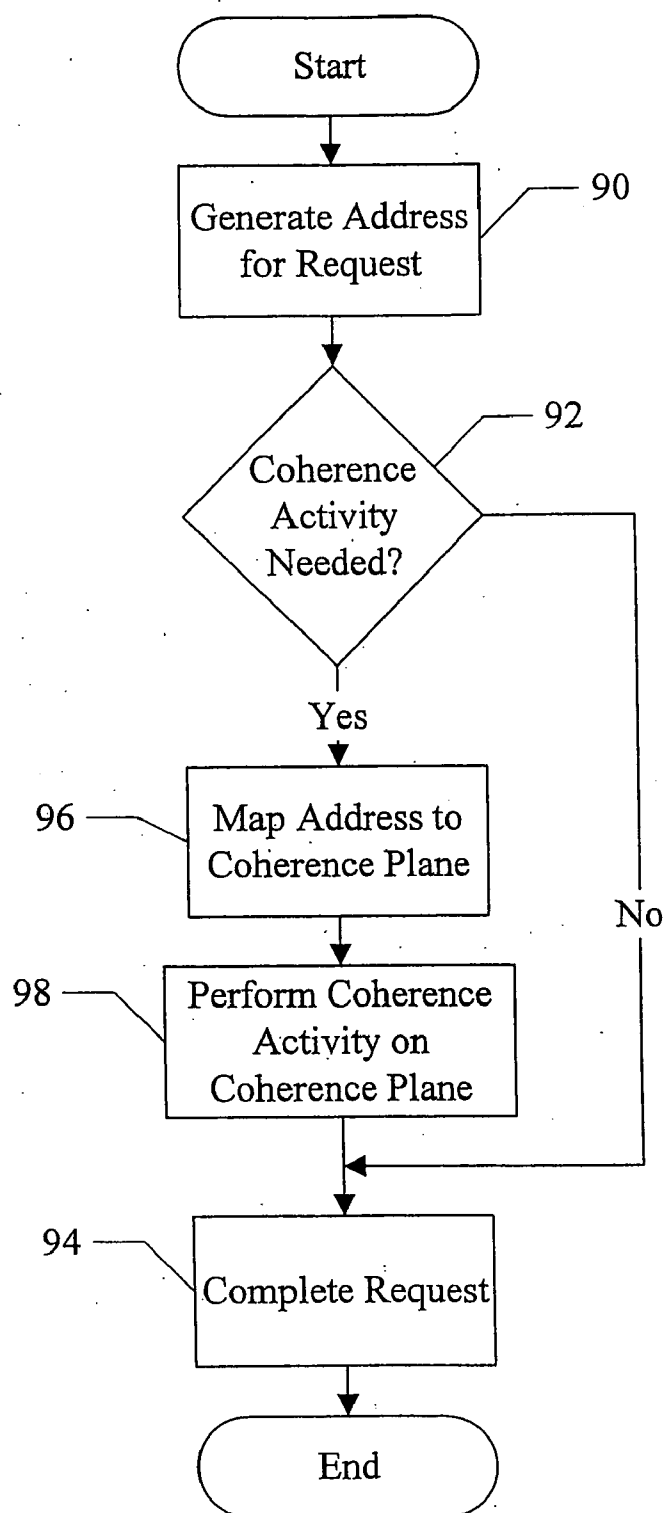 Start
90
Generate Address
for Request
92
Coherence
Activity
Needed?
Yes
96
Map Address to
Coherence Plane
No
98
Perform Coherence
Activity on
Coherence Plane
94
Complete Request
End